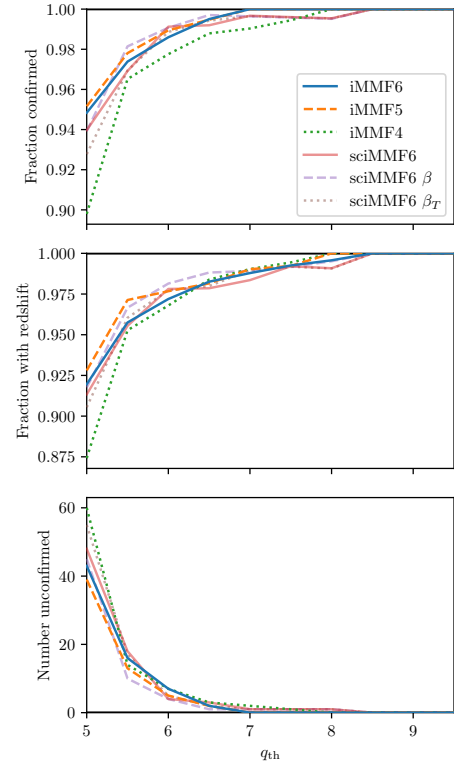 1.00
0.98
0.96
0.94
0.92
0.90
Fraction confirmed
iMMF6
iMMF5
iMMF4
sciMMF6
sciMMF6 β
sciMMF6 β_T
1.000
0.975
0.950
0.925
0.900
0.875
Fraction with redshift
60
40
20
0
Number unconfirmed
5 6 7 8 9
q_th